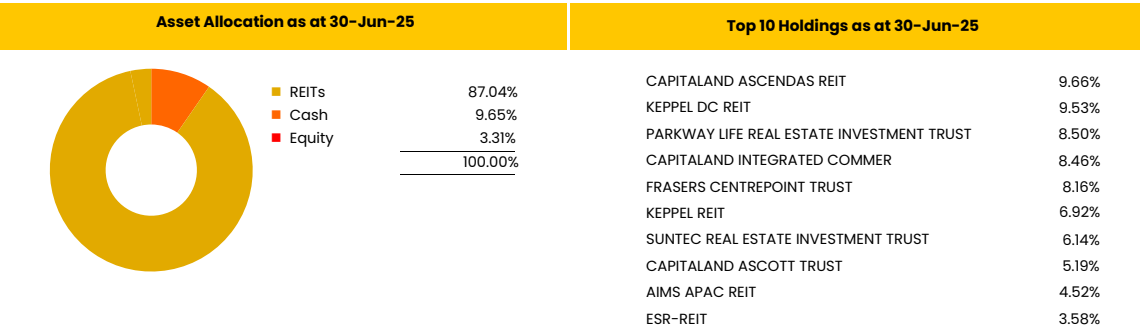 Asset Allocation as at 30-Jun-25
REITs 87.04%
Cash 9.65%
Equity 3.31%
100.00%
Top 10 Holdings as at 30-Jun-25
CAPITALAND ASCENDAS REIT 9.66%
KEPPEL DC REIT 9.53%
PARKWAY LIFE REAL ESTATE INVESTMENT TRUST 8.50%
CAPITALAND INTEGRATED COMMER 8.46%
FRASERS CENTREPOINT TRUST 8.16%
KEPPEL REIT 6.92%
SUNTEC REAL ESTATE INVESTMENT TRUST 6.14%
CAPITALAND ASCOTT TRUST 5.19%
AIMS APAC REIT 4.52%
ESR-REIT 3.58%